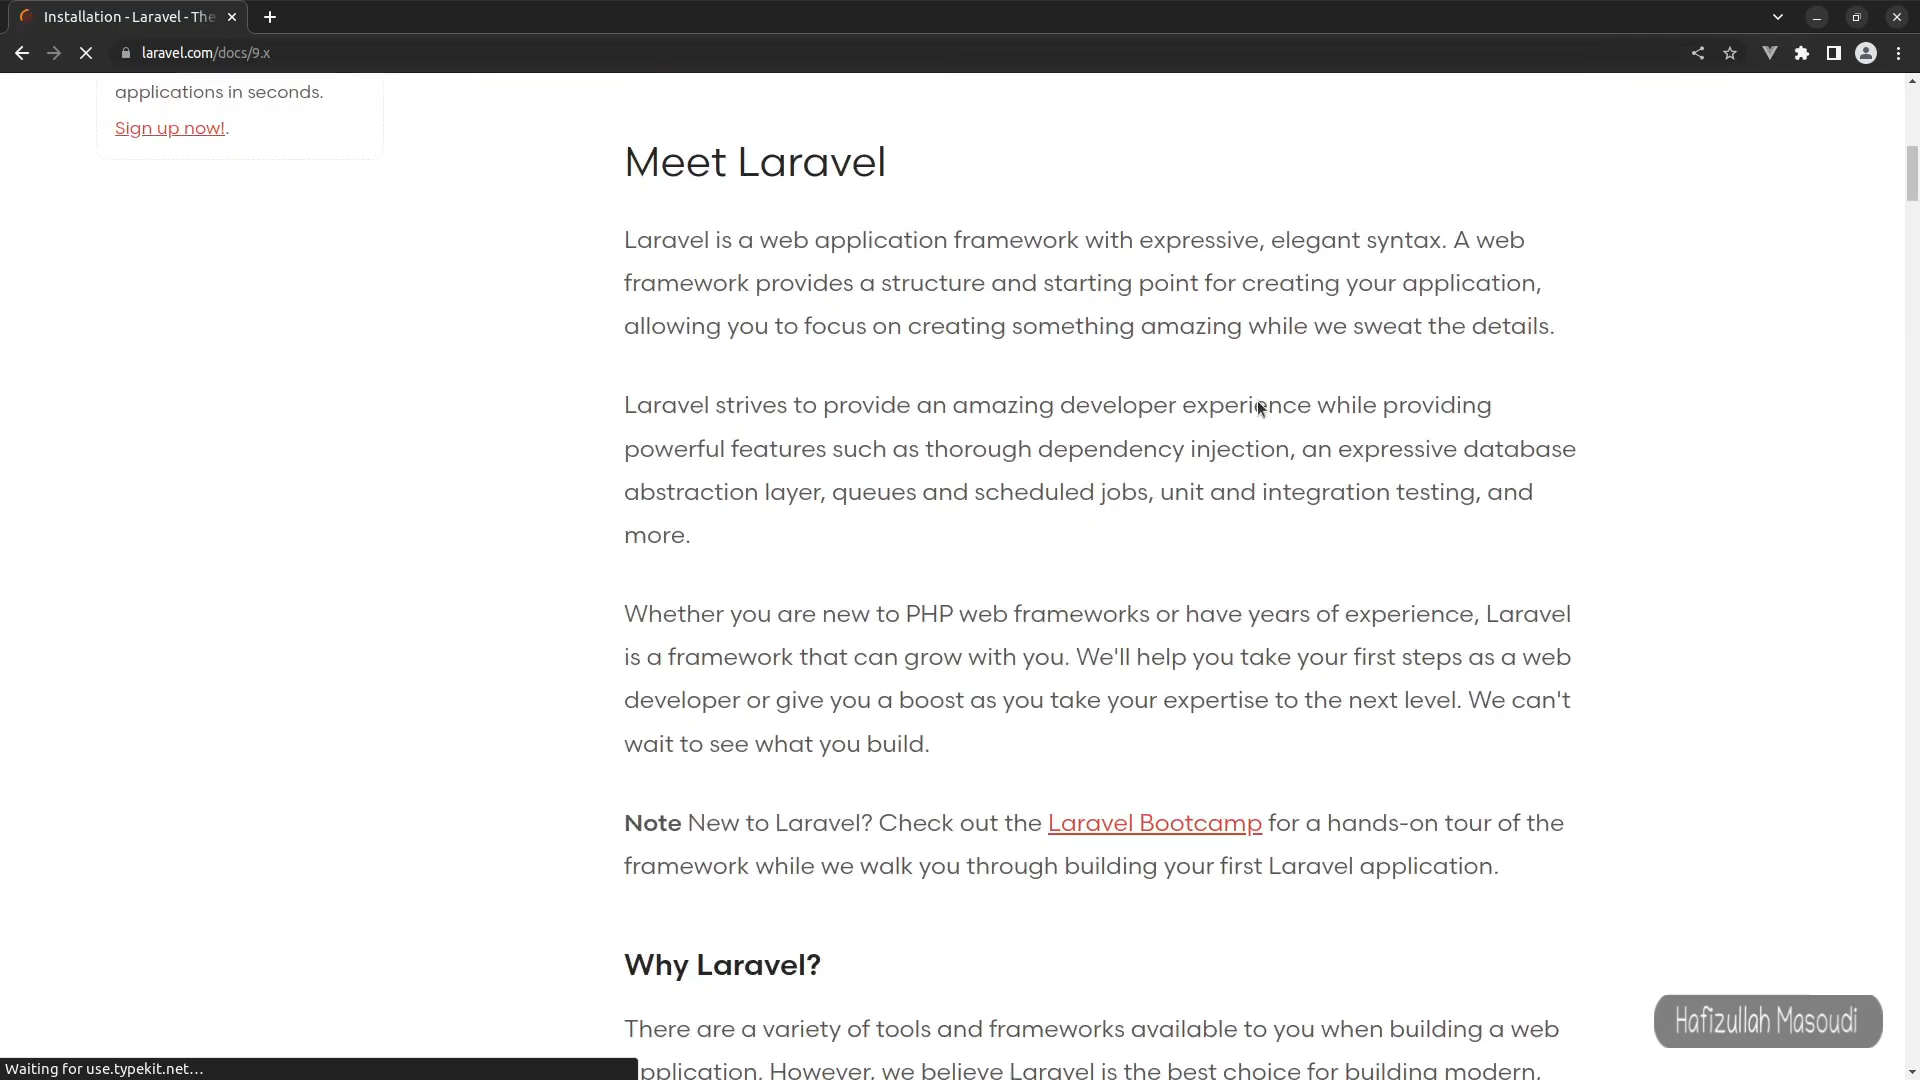 Installation - Laravel - The
laravel.com/docs/9.x
applications in seconds.
Sign up now!.
Meet Laravel
Laravel is a web application framework with expressive, elegant syntax. A web
framework provides a structure and starting point for creating your application,
allowing you to focus on creating something amazing while we sweat the details.
Laravel strives to provide an amazing developer experience while providing
powerful features such as thorough dependency injection, an expressive database
abstraction layer, queues and scheduled jobs, unit and integration testing, and
more.
Whether you are new to PHP web frameworks or have years of experience, Laravel
is a framework that can grow with you. We'll help you take your first steps as a web
developer or give you a boost as you take your expertise to the next level. We can't
wait to see what you build.
Note New to Laravel? Check out the Laravel Bootcamp for a hands-on tour of the
framework while we walk you through building your first Laravel application.
Why Laravel?
There are a variety of tools and frameworks available to you when building a web
pplication. However, we believe Laravel is the best choice for building modern,
Hafizullah Masoudi
Waiting for use.typekit.net...